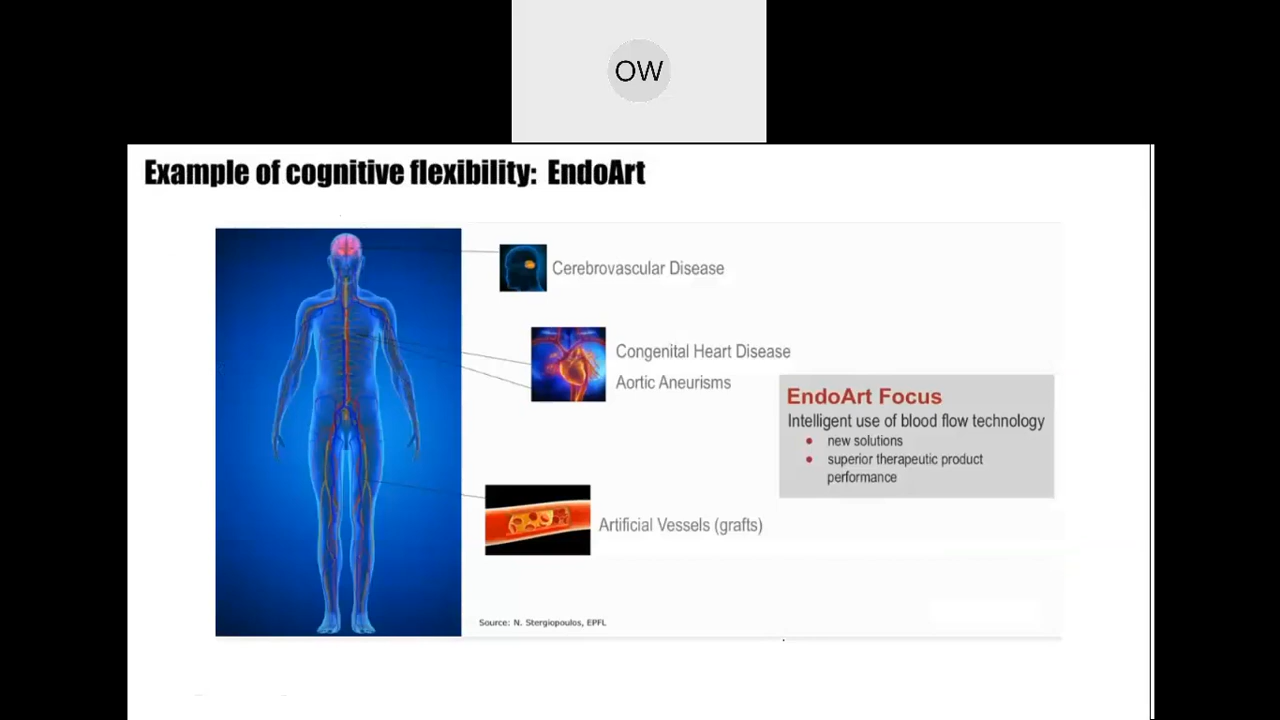 OW
Example of cognitive flexibility: EndoArt
Cerebrovascular Disease
Congenital Heart Disease
Aortic Aneurisms
EndoArt Focus
Intelligent use of blood flow technology
● new solutions
● superior therapeutic product
performance
Artificial Vessels (grafts)
Source: N. Stergiopoulos, EPFL